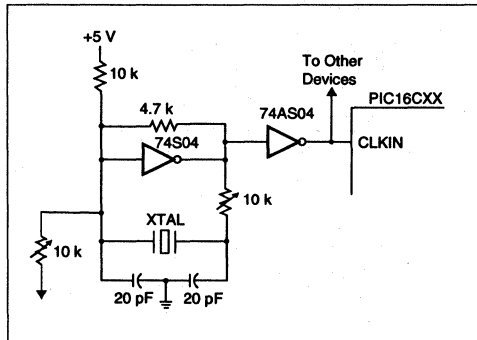 +5 V
10 k
4.7 k
74S04
74AS04
To Other
Devices
PIC16CXX
CLKIN
10 k
XTAL
10 k
20 pF
20 pF